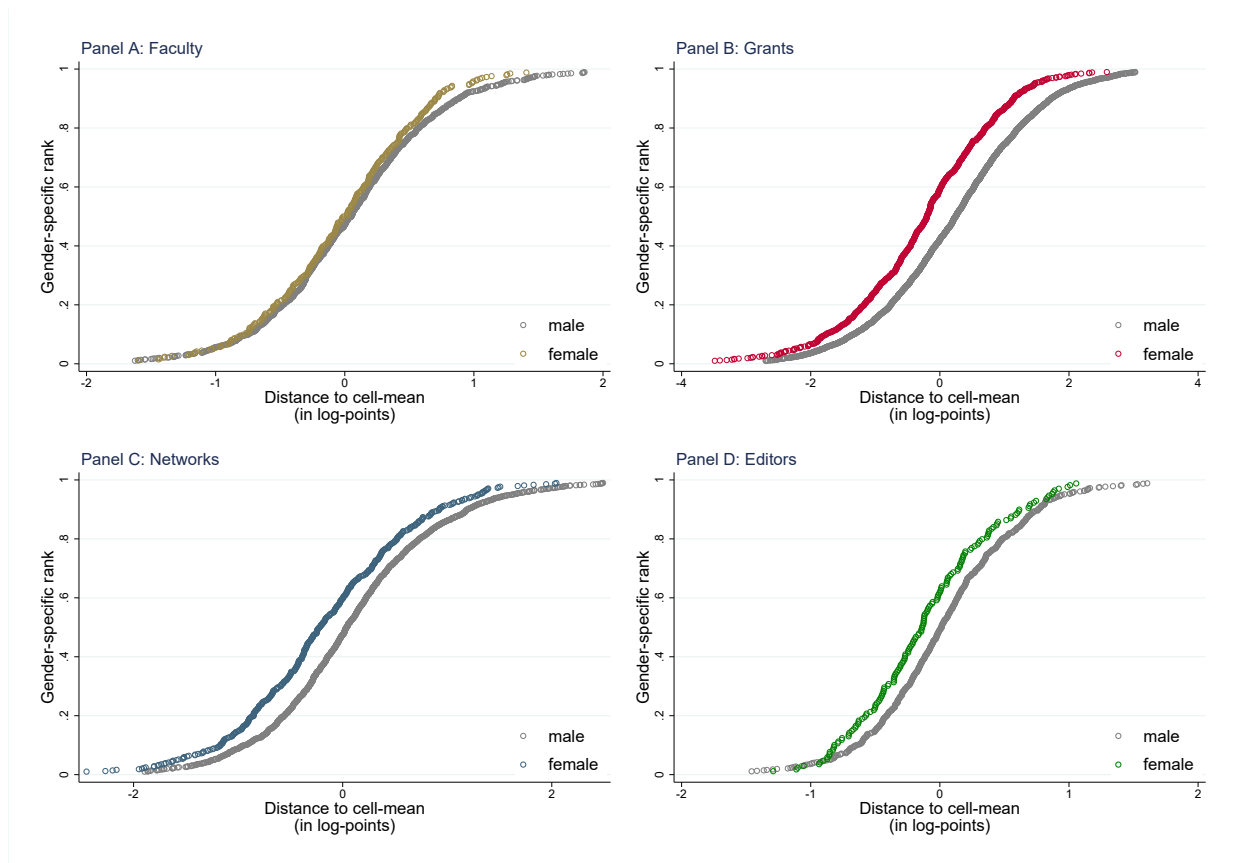 Panel A: Faculty
Gender-specific rank
1
.8
.6
.4
.2
0
male
female
-2 -1 0 1 2
Distance to cell-mean
(in log-points)
Panel B: Grants
Gender-specific rank
1
.8
.6
.4
.2
0
male
female
-4 -2 0 2 4
Distance to cell-mean
(in log-points)
Panel C: Networks
Gender-specific rank
1
.8
.6
.4
.2
0
male
female
-2 0 2
Distance to cell-mean
(in log-points)
Panel D: Editors
Gender-specific rank
1
.8
.6
.4
.2
0
male
female
-2 -1 0 1 2
Distance to cell-mean
(in log-points)